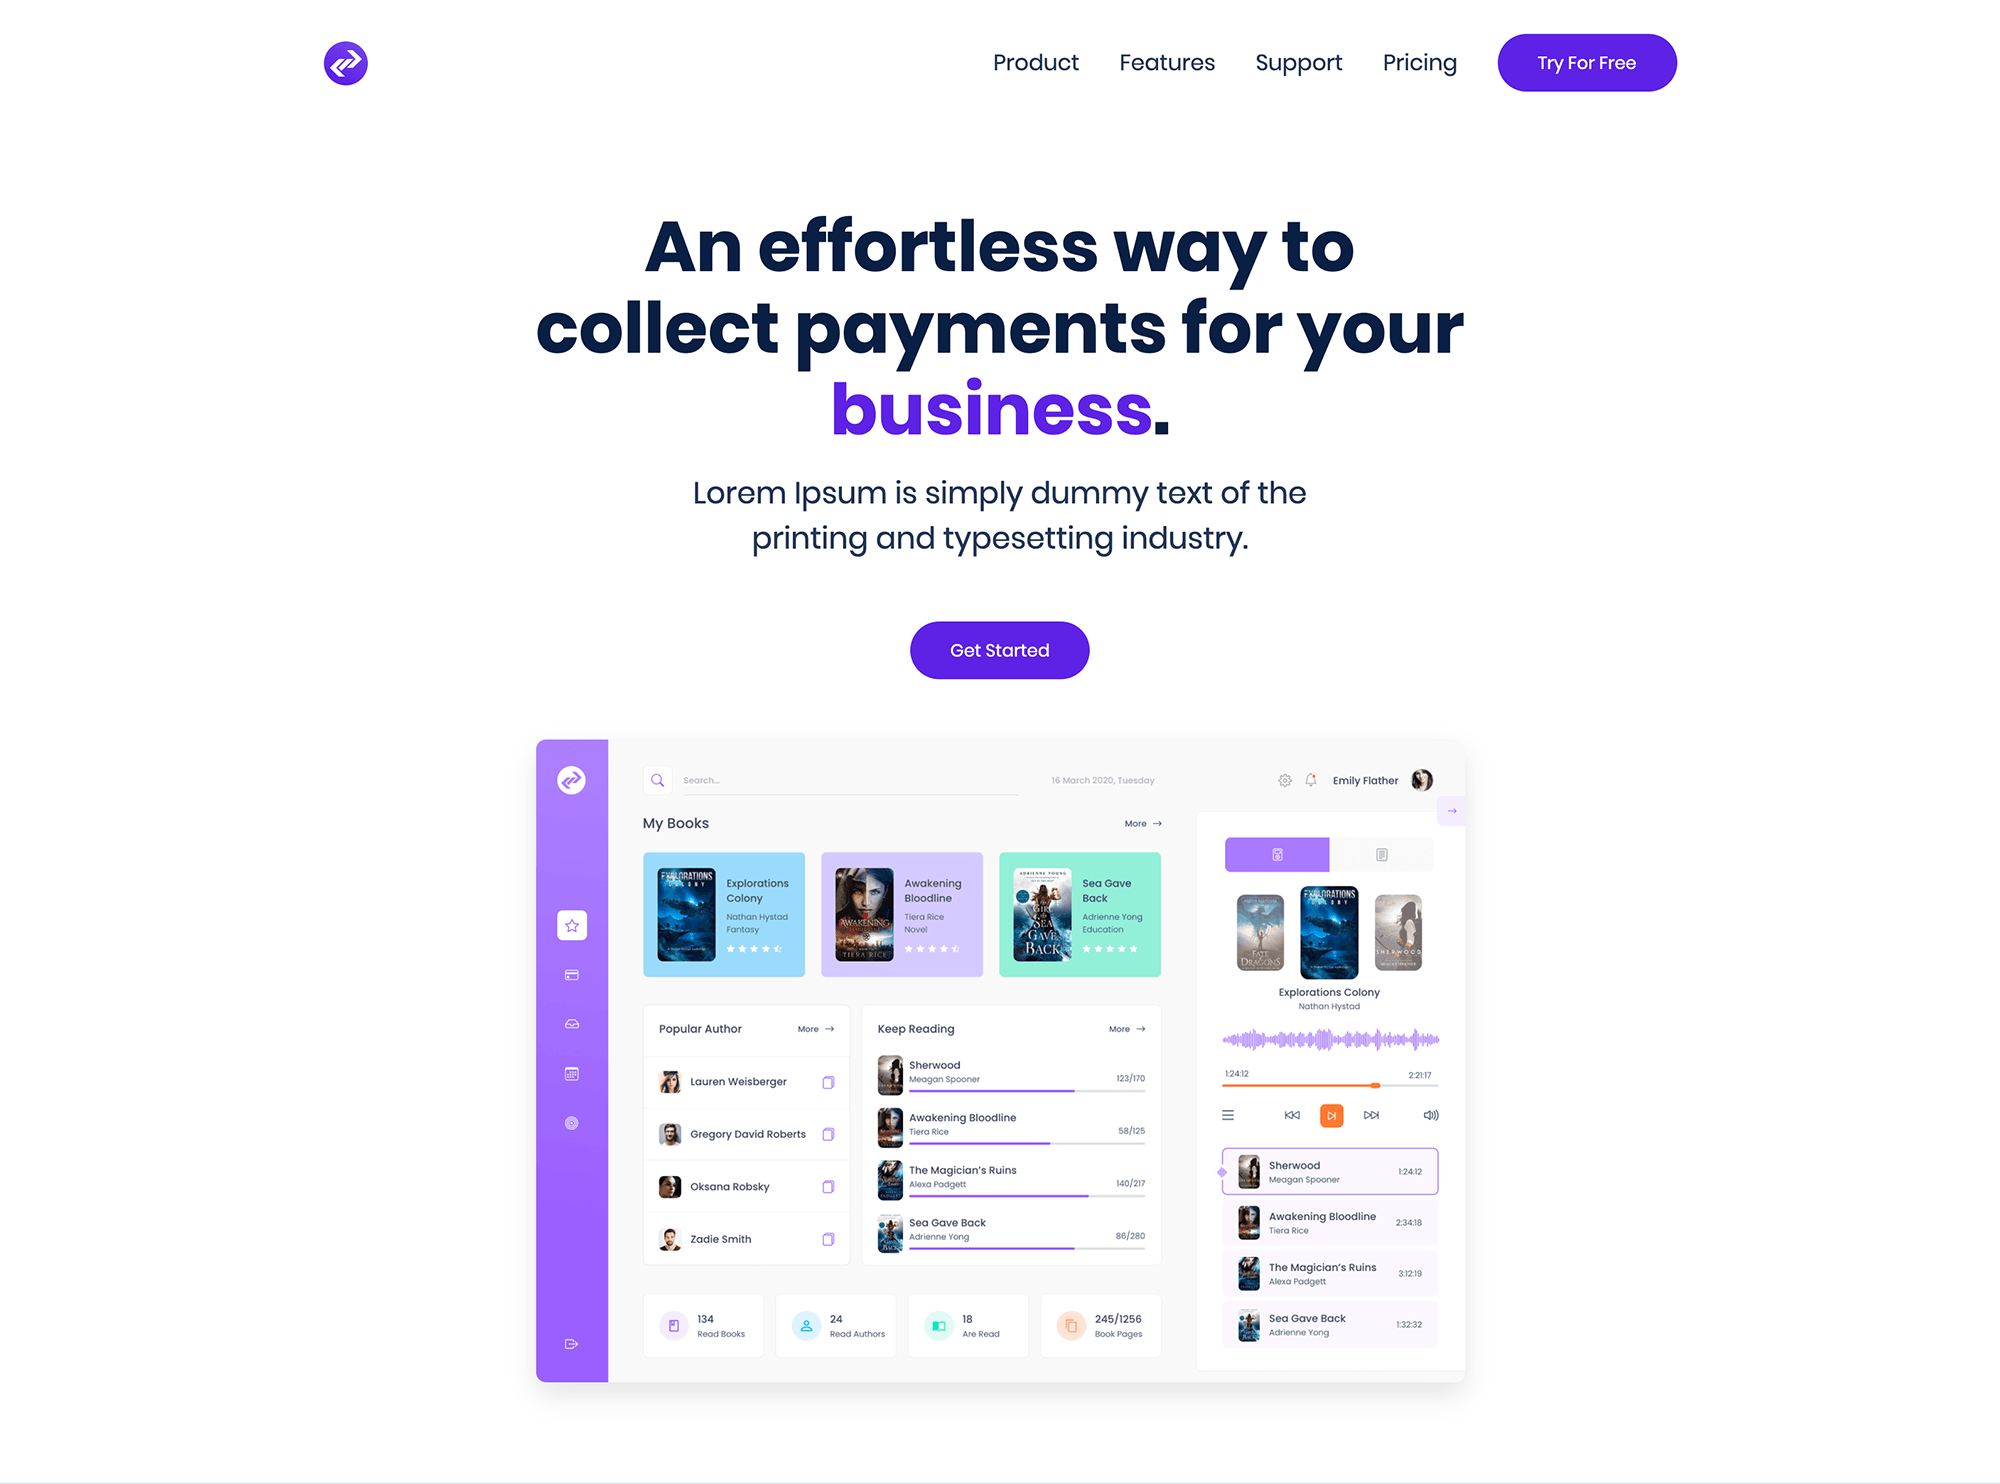 Product Features Support Pricing Try For Free
An effortless way to
collect payments for your
business.
Lorem Ipsum is simply dummy text of the
printing and typesetting industry.
Get Started
Search...
16 March 2020, Tuesday
Emily Flather
My Books
More
EXPLORATIONS
COLONY
Explorations
Colony
Nathan Hystad
Fantasy
AWAKENING
TIERA RICE
Awakening
Bloodline
Tiera Rice
Novel
ADRIENNE YOUNG
GIRL
SEA
GAVE
BACK
Sea Gave
Back
Adrienne Yong
Education
Popular Author
More
Lauren Weisberger
Gregory David Roberts
Oksana Robsky
Zadie Smith
Keep Reading
More
Sherwood
Meagan Spooner
123/170
Awakening Bloodline
Tiera Rice
58/125
The Magician's Ruins
Alexa Padgett
140/217
Sea Gave Back
Adrienne Yong
86/280
134
Read Books
24
Read Authors
18
Are Read
245/1256
Book Pages
FATE
DRAGONS
EXPLORATIONS
COLONY
SHERWOOD
Explorations Colony
Nathan Hystad
1:24:12
2:21:17
Sherwood
Meagan Spooner
1:24:12
Awakening Bloodline
Tiera Rice
2:34:18
The Magician's Ruins
Alexa Padgett
3:12:19
Sea Gave Back
Adrienne Yong
1:32:32